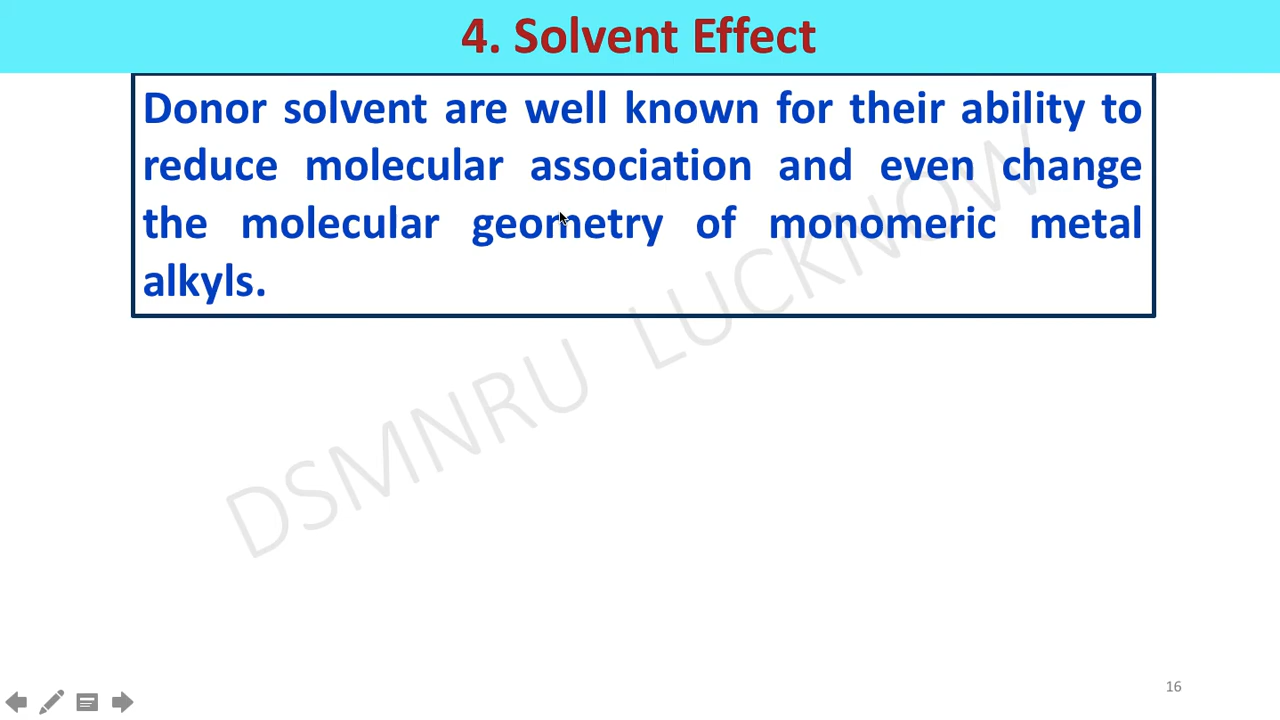 4. Solvent Effect
Donor solvent are well known for their ability to
reduce molecular association and even change
the molecular geometry of monomeric metal
alkyls.
DSMNRU LUCKNOW
16